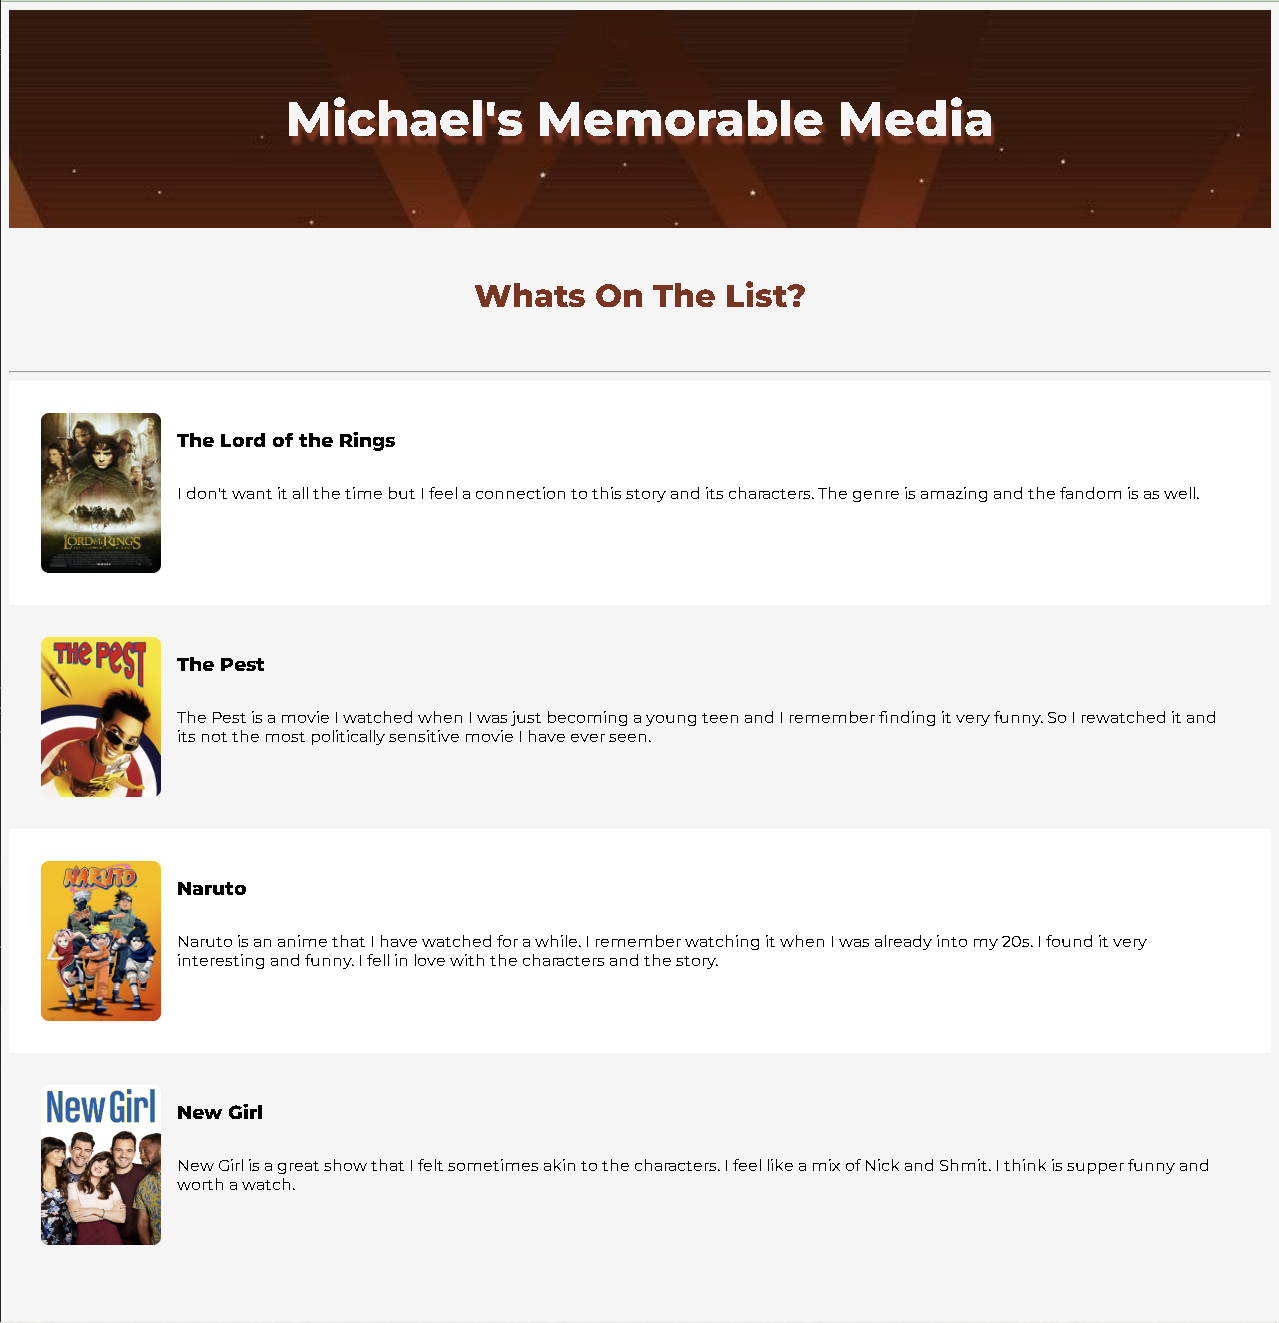 Michael's Memorable Media
Whats On The List?
The Lord of the Rings
I don't want it all the time but I feel a connection to this story and its characters. The genre is amazing and the fandom is as well.
THE LORD OF THE RINGS
THE PEST
The Pest
The Pest is a movie I watched when I was just becoming a young teen and I remember finding it very funny. So I rewatched it and
its not the most politically sensitive movie I have ever seen.
NARUTO
Naruto
Naruto is an anime that I have watched for a while. I remember watching it when I was already into my 20s. I found it very
interesting and funny. I fell in love with the characters and the story.
New Girl
New Girl
New Girl is a great show that I felt sometimes akin to the characters. I feel like a mix of Nick and Shmit. I think is supper funny and
worth a watch.